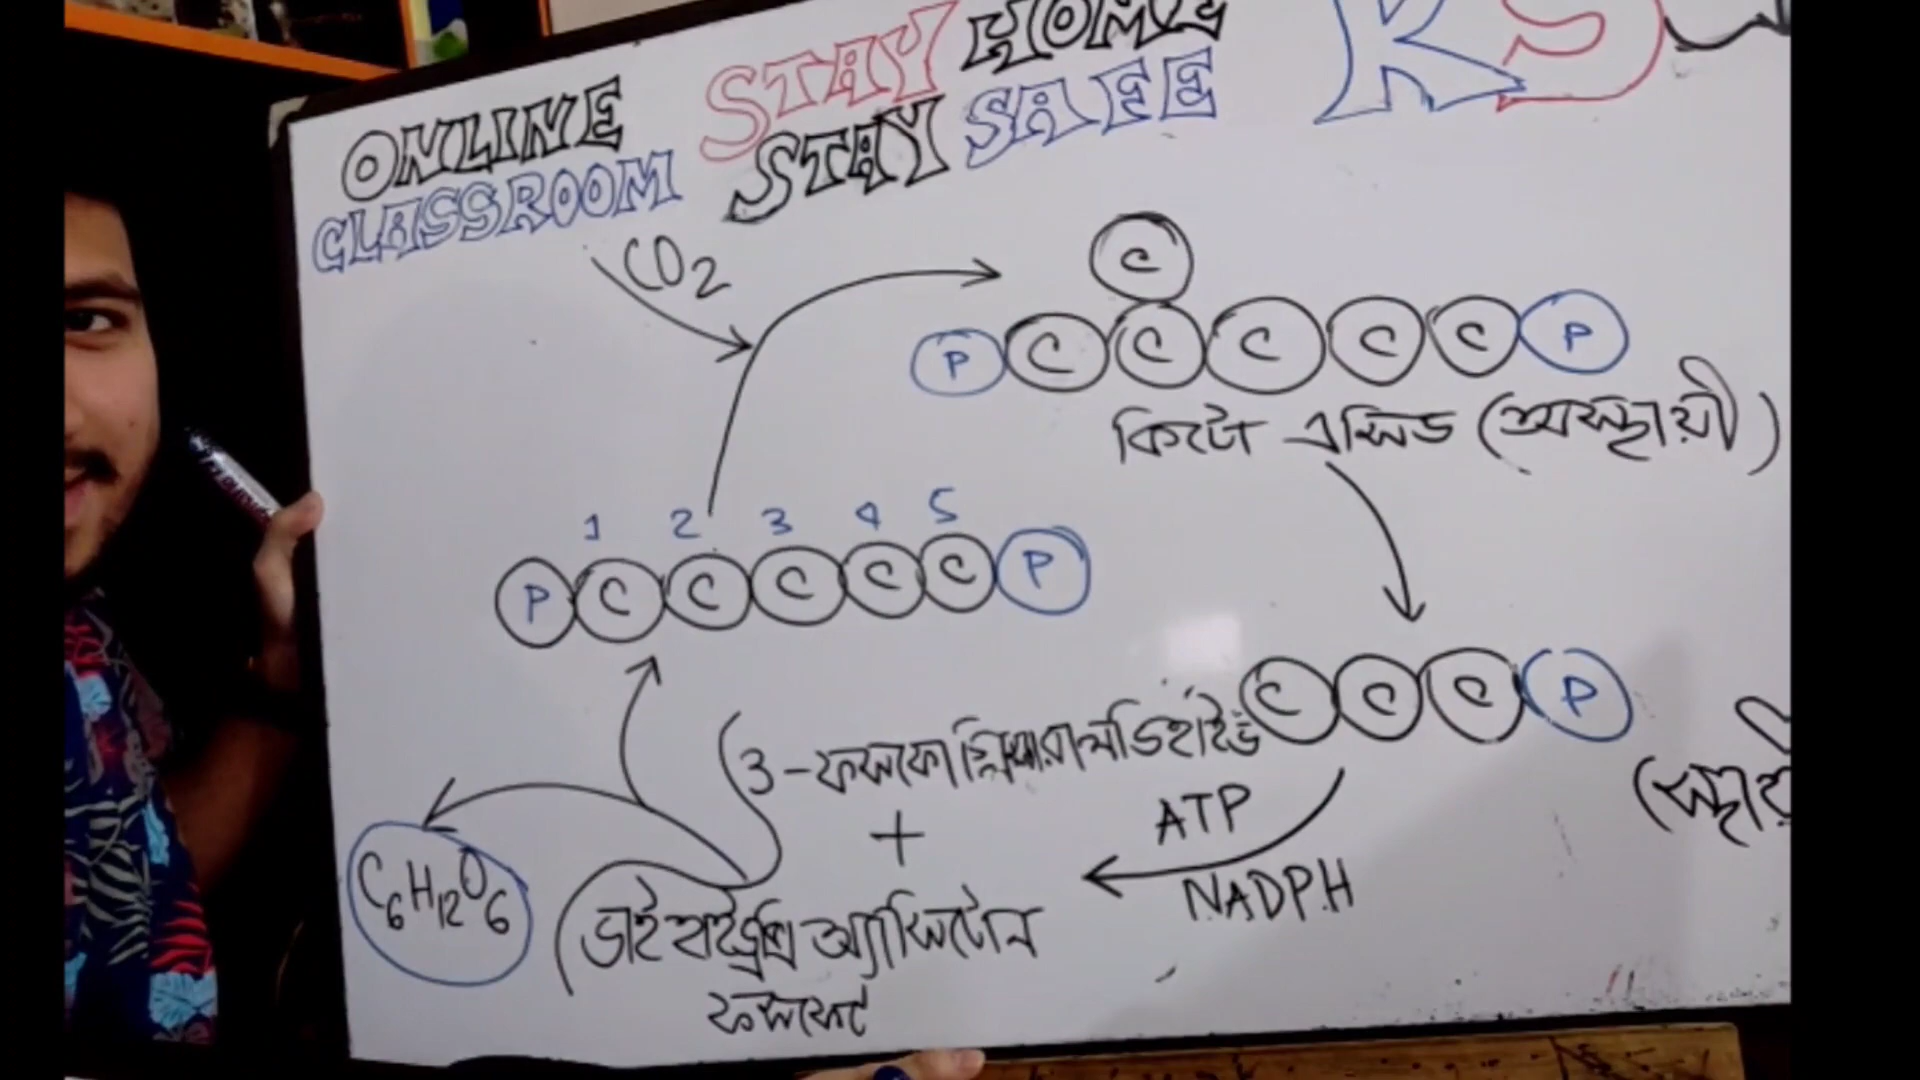 ONLINE STAY HOME
CLASSROOM STAY SAFE
CO2
C
P C C C C C P
কিটো এসিড (অস্থায়ী)
1 2 3 4 5
P C C C C C P
C C C P
3-ফসফোগ্লিসারালডিহাইড
(স্থায়
+
ATP
NADPH
C6H12O6
ডাইহাইড্রক্সি অ্যাসিটোন
ফসফেট